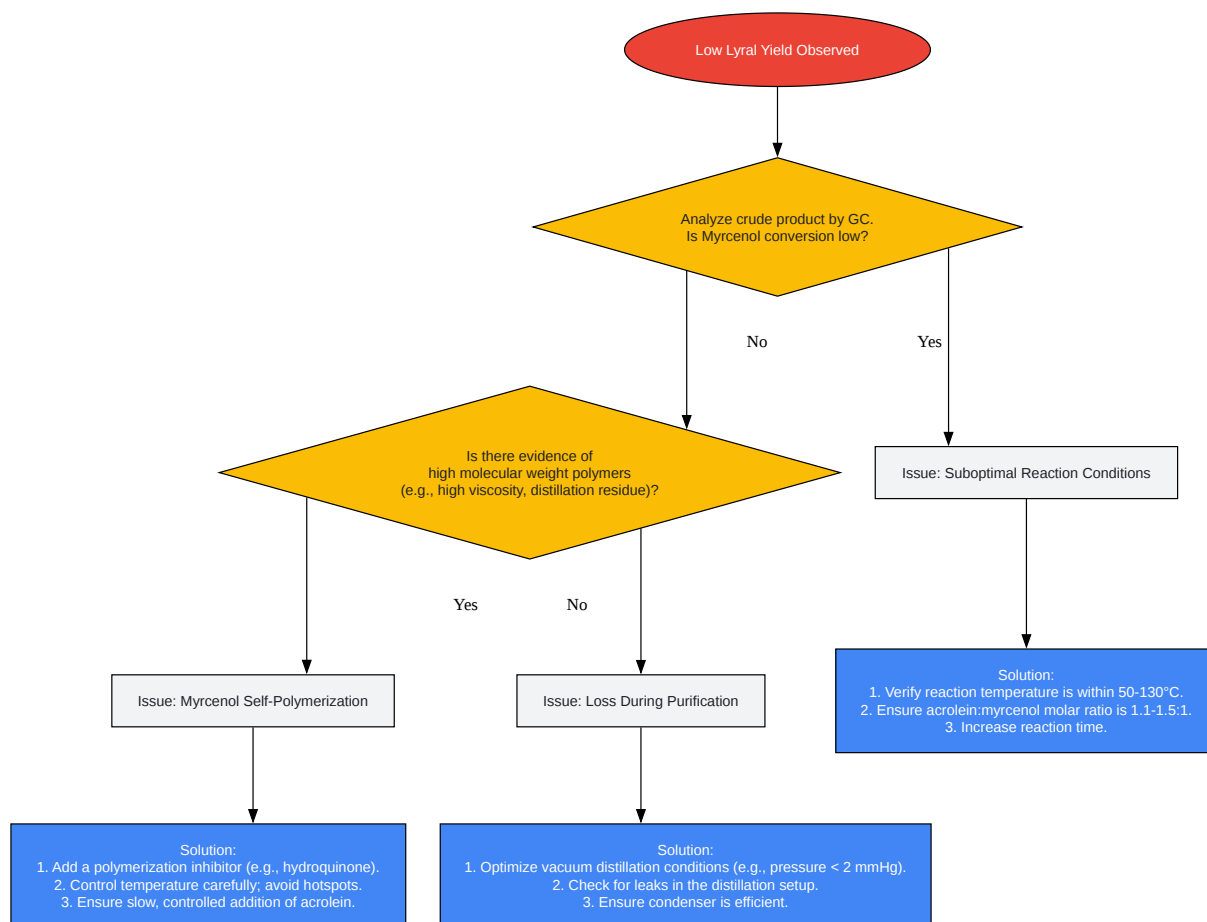 Low Lyral Yield Observed
Analyze crude product by GC.
Is Myrcenol conversion low?
No
Yes
Is there evidence of
high molecular weight polymers
(e.g., high viscosity, distillation residue)?
Issue: Suboptimal Reaction Conditions
Yes
No
Issue: Myrcenol Self-Polymerization
Issue: Loss During Purification
Solution:
1. Verify reaction temperature is within 50-130°C.
2. Ensure acrolein:myrcenol molar ratio is 1.1-1.5:1.
3. Increase reaction time.
Solution:
1. Add a polymerization inhibitor (e.g., hydroquinone).
2. Control temperature carefully; avoid hotspots.
3. Ensure slow, controlled addition of acrolein.
Solution:
1. Optimize vacuum distillation conditions (e.g., pressure < 2 mmHg).
2. Check for leaks in the distillation setup.
3. Ensure condenser is efficient.